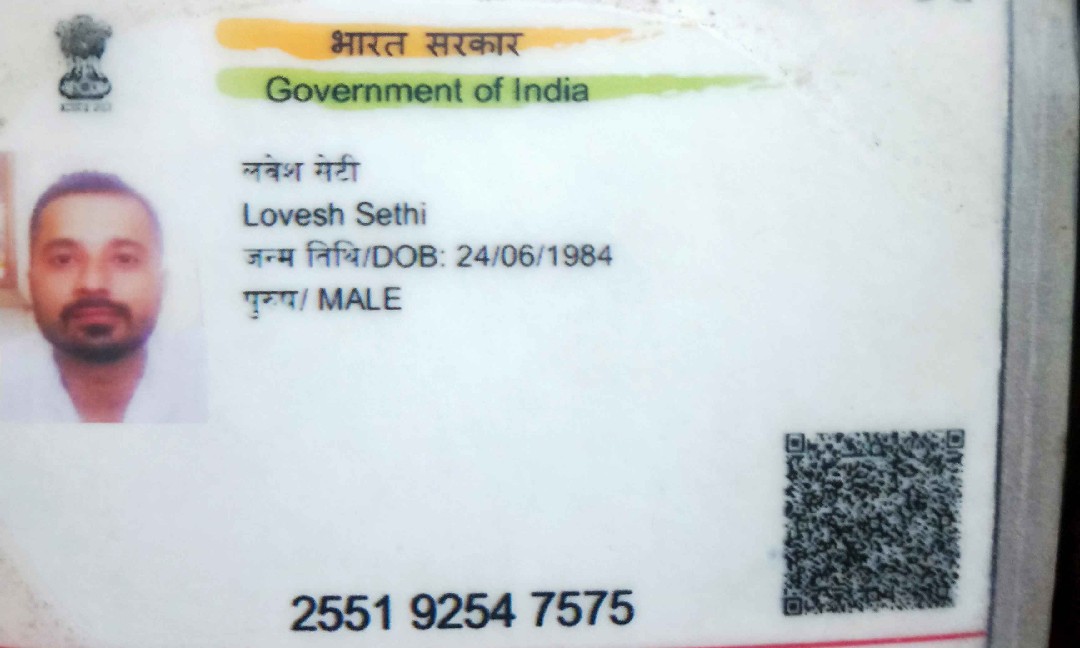 भारत सरकार
Government of India
लवेश सेठी
Lovesh Sethi
जन्म तिथि/DOB: 24/06/1984
पुरुष/ MALE
2551 9254 7575